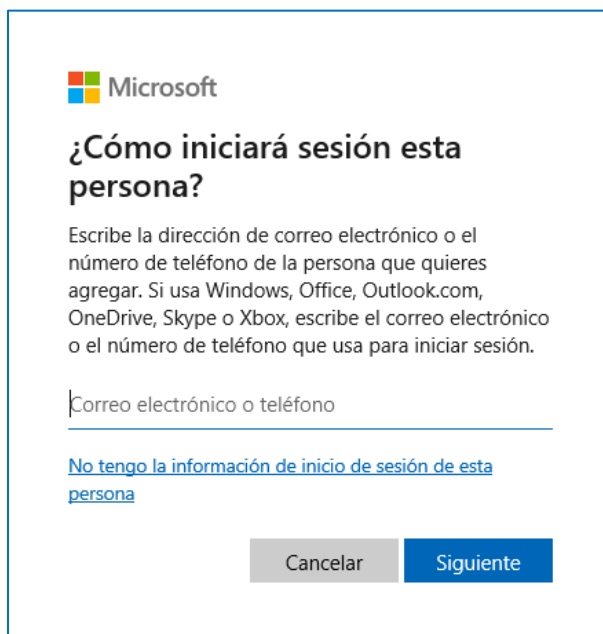 Microsoft
¿Cómo iniciará sesión esta
persona?
Escribe la dirección de correo electrónico o el
número de teléfono de la persona que quieres
agregar. Si usa Windows, Office, Outlook.com,
OneDrive, Skype o Xbox, escribe el correo electrónico
o el número de teléfono que usa para iniciar sesión.
Correo electrónico o teléfono
No tengo la información de inicio de sesión de esta
persona
Cancelar
Siguiente